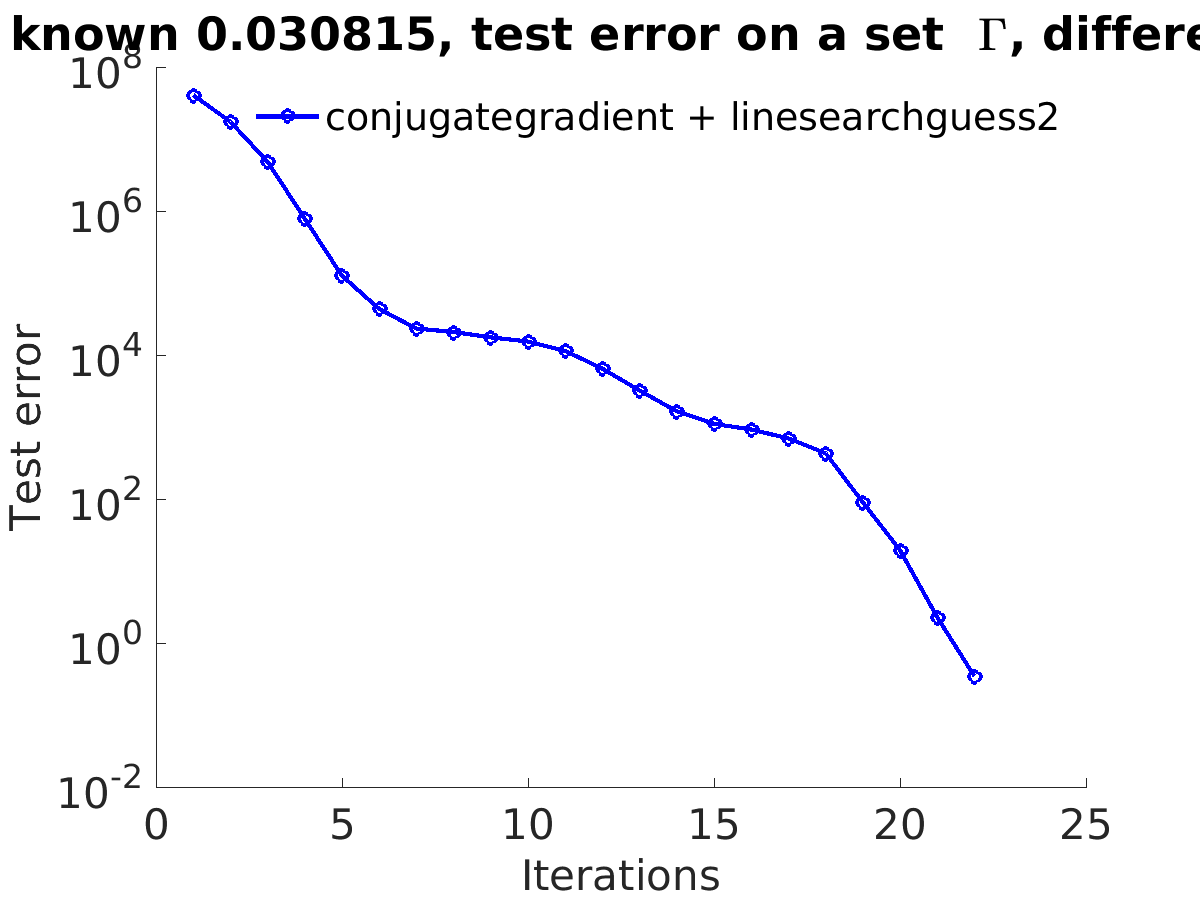 known 0.030815, test error on a set Γ, differe
10^8
conjugategradient + linesearchguess2
10^6
10^4
10^2
10^0
10^-2
Test error
0 5 10 15 20 25
Iterations